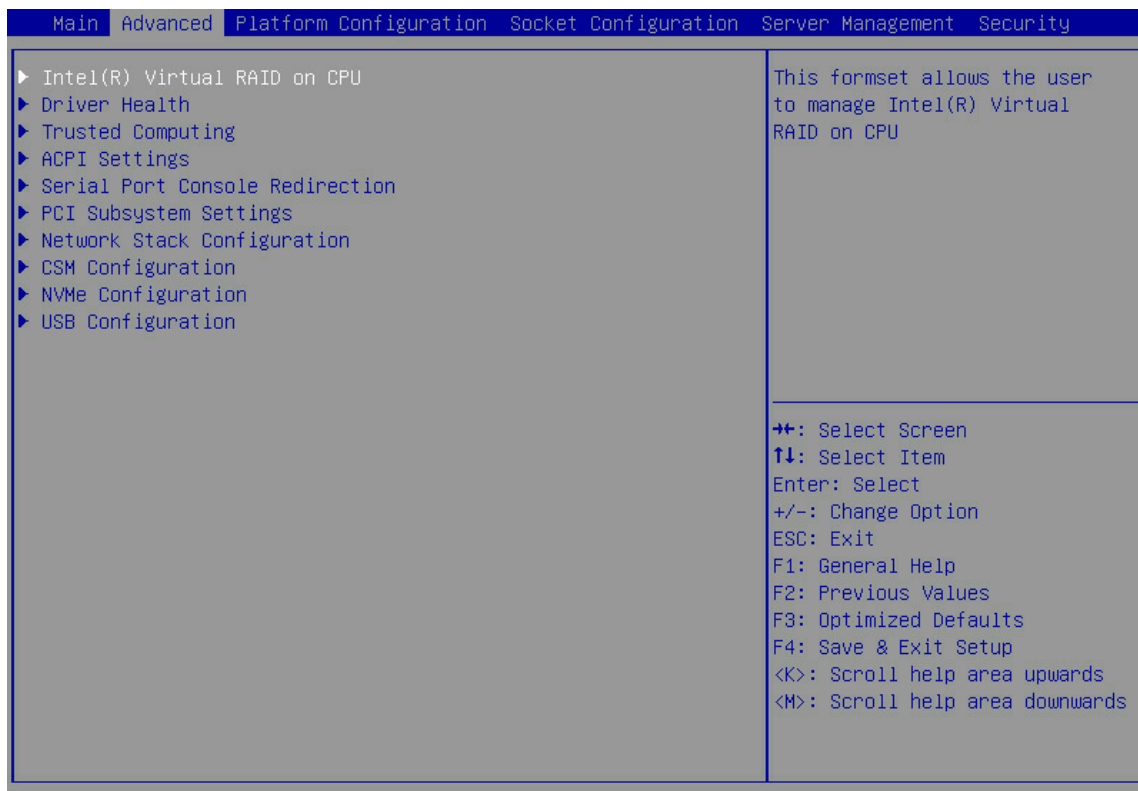 Main Advanced Platform Configuration Socket Configuration Server Management Security
Intel(R) Virtual RAID on CPU
Driver Health
Trusted Computing
ACPI Settings
Serial Port Console Redirection
PCI Subsystem Settings
Network Stack Configuration
CSM Configuration
NVMe Configuration
USB Configuration
This formset allows the user
to manage Intel(R) Virtual
RAID on CPU
→←: Select Screen
↑↓: Select Item
Enter: Select
+/-: Change Option
ESC: Exit
F1: General Help
F2: Previous Values
F3: Optimized Defaults
F4: Save & Exit Setup
<K>: Scroll help area upwards
<M>: Scroll help area downwards